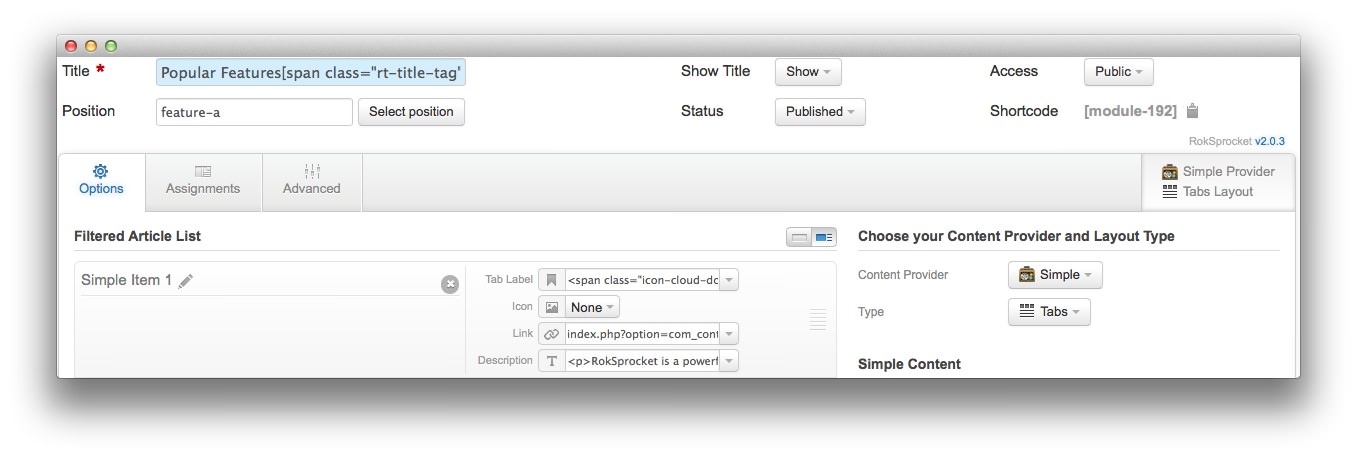 Title * Popular Features[span class="rt-title-tag" Show Title Show Access Public
Position feature-a Select position Status Published Shortcode [module-192]
RokSprocket v2.0.3
Options Assignments Advanced Simple Provider
Tabs Layout
Filtered Article List Choose your Content Provider and Layout Type
Simple Item 1 Tab Label <span class="icon-cloud-dc Content Provider Simple
Icon None
Link index.php?option=com_cont Type Tabs
Description T <p>RokSprocket is a powerf Simple Content